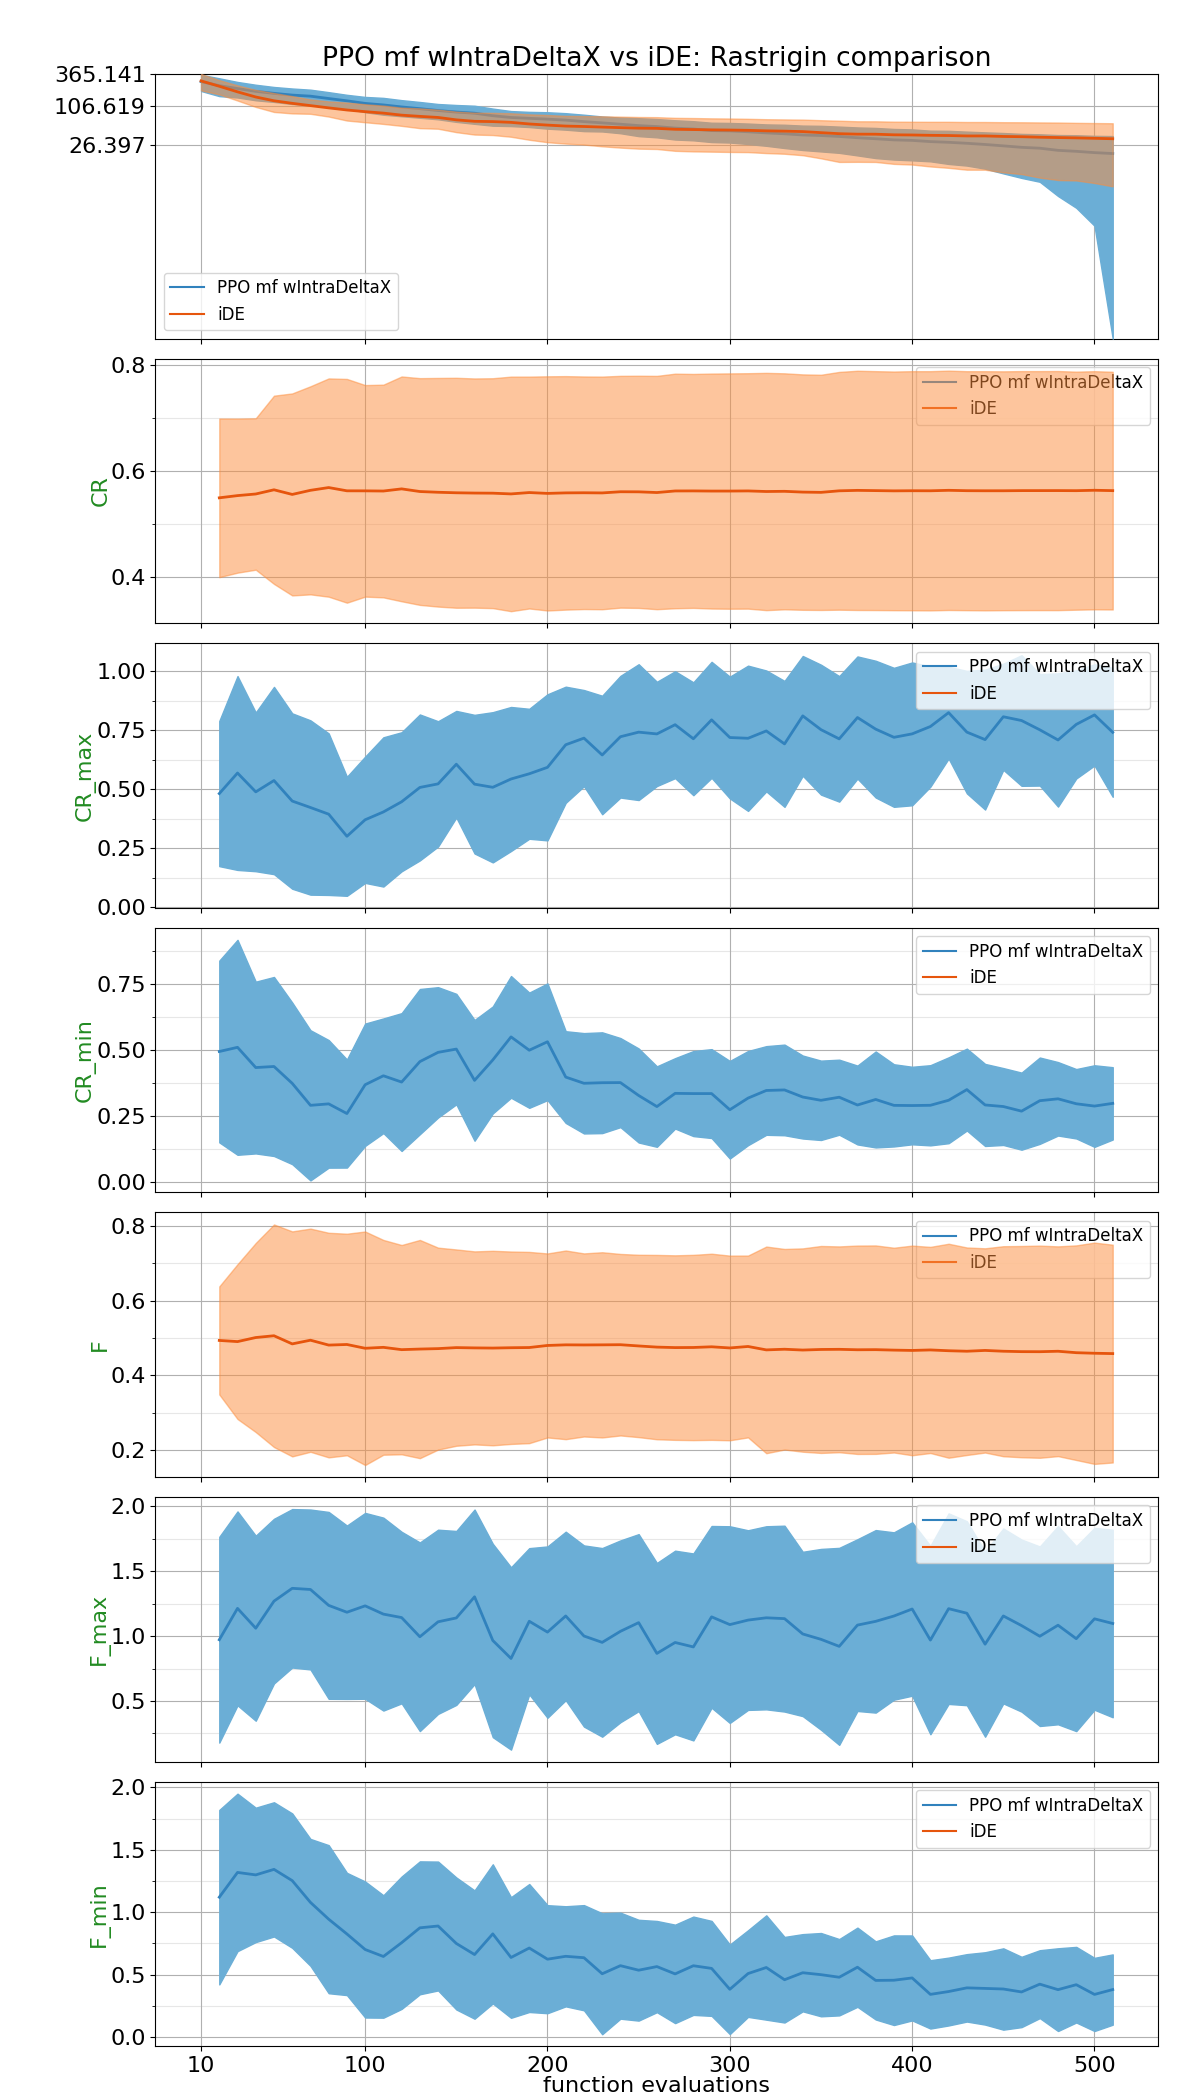 PPO mf wIntraDeltaX vs iDE: Rastrigin comparison
365.141
106.619
26.397
PPO mf wIntraDeltaX
iDE
0.8
0.6
0.4
CR
PPO mf wIntraDeltaX
iDE
1.00
0.75
0.50
0.25
0.00
CR_max
PPO mf wIntraDeltaX
iDE
0.75
0.50
0.25
0.00
CR_min
PPO mf wIntraDeltaX
iDE
0.8
0.6
0.4
0.2
F
PPO mf wIntraDeltaX
iDE
2.0
1.5
1.0
0.5
F_max
PPO mf wIntraDeltaX
iDE
2.0
1.5
1.0
0.5
0.0
F_min
PPO mf wIntraDeltaX
iDE
10 100 200 300 400 500
function evaluations